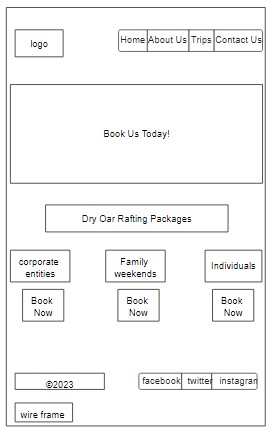 logo
Home About Us Trips Contact Us
Book Us Today!
Dry Oar Rafting Packages
corporate
entities
Family
weekends
Individuals
Book
Now
Book
Now
Book
Now
©2023
facebook twitter instagram
wire frame